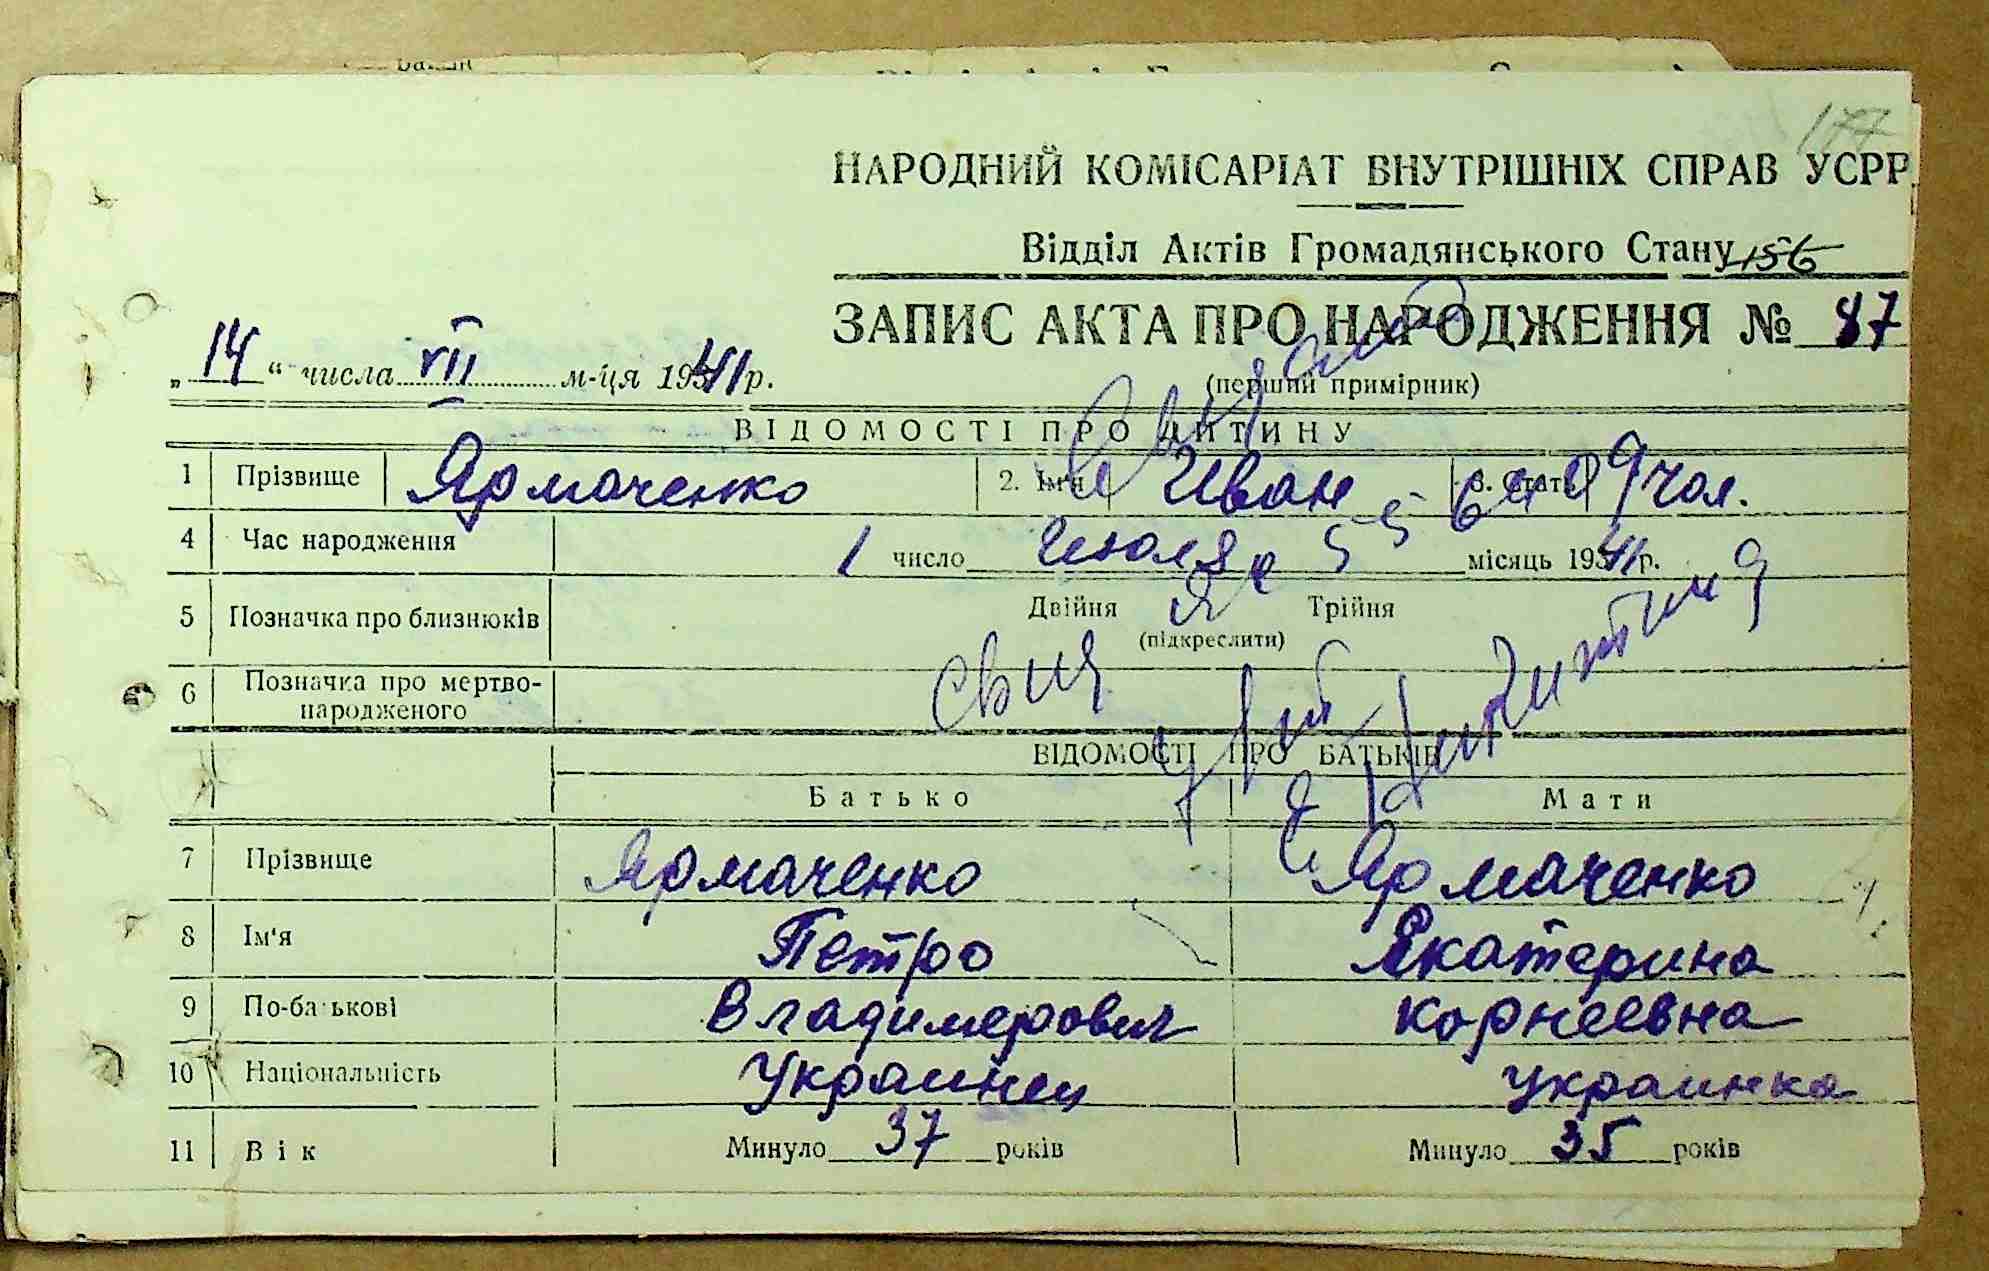 177
НАРОДНИЙ КОМІСАРІАТ ВНУТРІШНІХ СПРАВ УСРР
Відділ Актів Громадянського Стану 156
ЗАПИС АКТА ПРО НАРОДЖЕННЯ № 87
„14“ числа VII м-ця 1941 р.
(перший примірник)
ВІДОМОСТІ ПРО ДИТИНУ
1 Прізвище Ярмаченко 2. Ім'я Иван 3. Стать чол.
4 Час народження 1 число Июля місяць 1941 р.
5 Позначка про близнюків Двійня Трійня
(підкреслити)
6 Позначка про мертво-
народженого
ВІДОМОСТІ ПРО БАТЬКІВ
Батько Мати
7 Прізвище Ярмаченко Ярмаченко
8 Ім'я Петро Екатерина
9 По-батькові Владимерович Корнеевна
10 Національність Украинец украинка
11 Вік Минуло 37 років Минуло 35 років